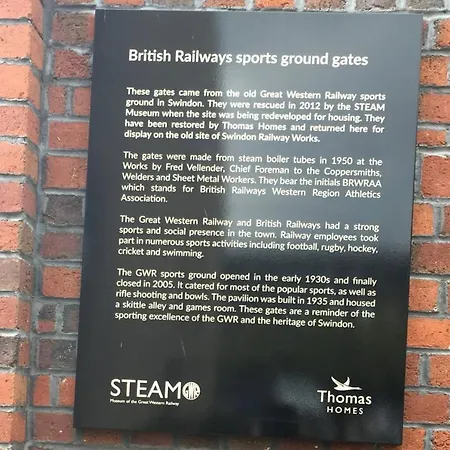 British Railways sports ground gates
These gates came from the old Great Western Railway sports
ground in Swindon. They were rescued in 2012 by the STEAM
Museum when the site was being redeveloped for housing. They
have been restored by Thomas Homes and returned here for
display on the old site of Swindon Railway Works.
The gates were made from steam boiler tubes in 1950 at the
Works by Fred Vellender, Chief Foreman to the Coppersmiths,
Welders and Sheet Metal Workers. They bear the initials BRWRAA
which stands for British Railways Western Region Athletics
Association.
The Great Western Railway and British Railways had a strong
sports and social presence in the town. Railway employees took
part in numerous sports activities including football, rugby, hockey,
cricket and swimming.
The GWR sports ground opened in the early 1930s and finally
closed in 2005. It catered for most of the popular sports, as well as
rifle shooting and bowls. The pavilion was built in 1935 and housed
a skittle alley and games room. These gates are a reminder of the
sporting excellence of the GWR and the heritage of Swindon.
STEAM
Museum of the Great Western Railway
Thomas
HOMES